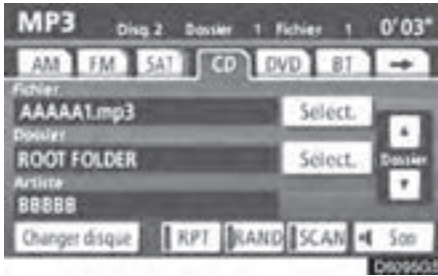 MP3 Disq. 2 Dossier 1 Fichier 1 0'03"
AM FM SAT CD DVD BT
Fichier
AAAAA1.mp3 Select.
Dossier
ROOT FOLDER Select. Dossier
Artiste
BBBBB
Changer disque RPT RAND SCAN Son